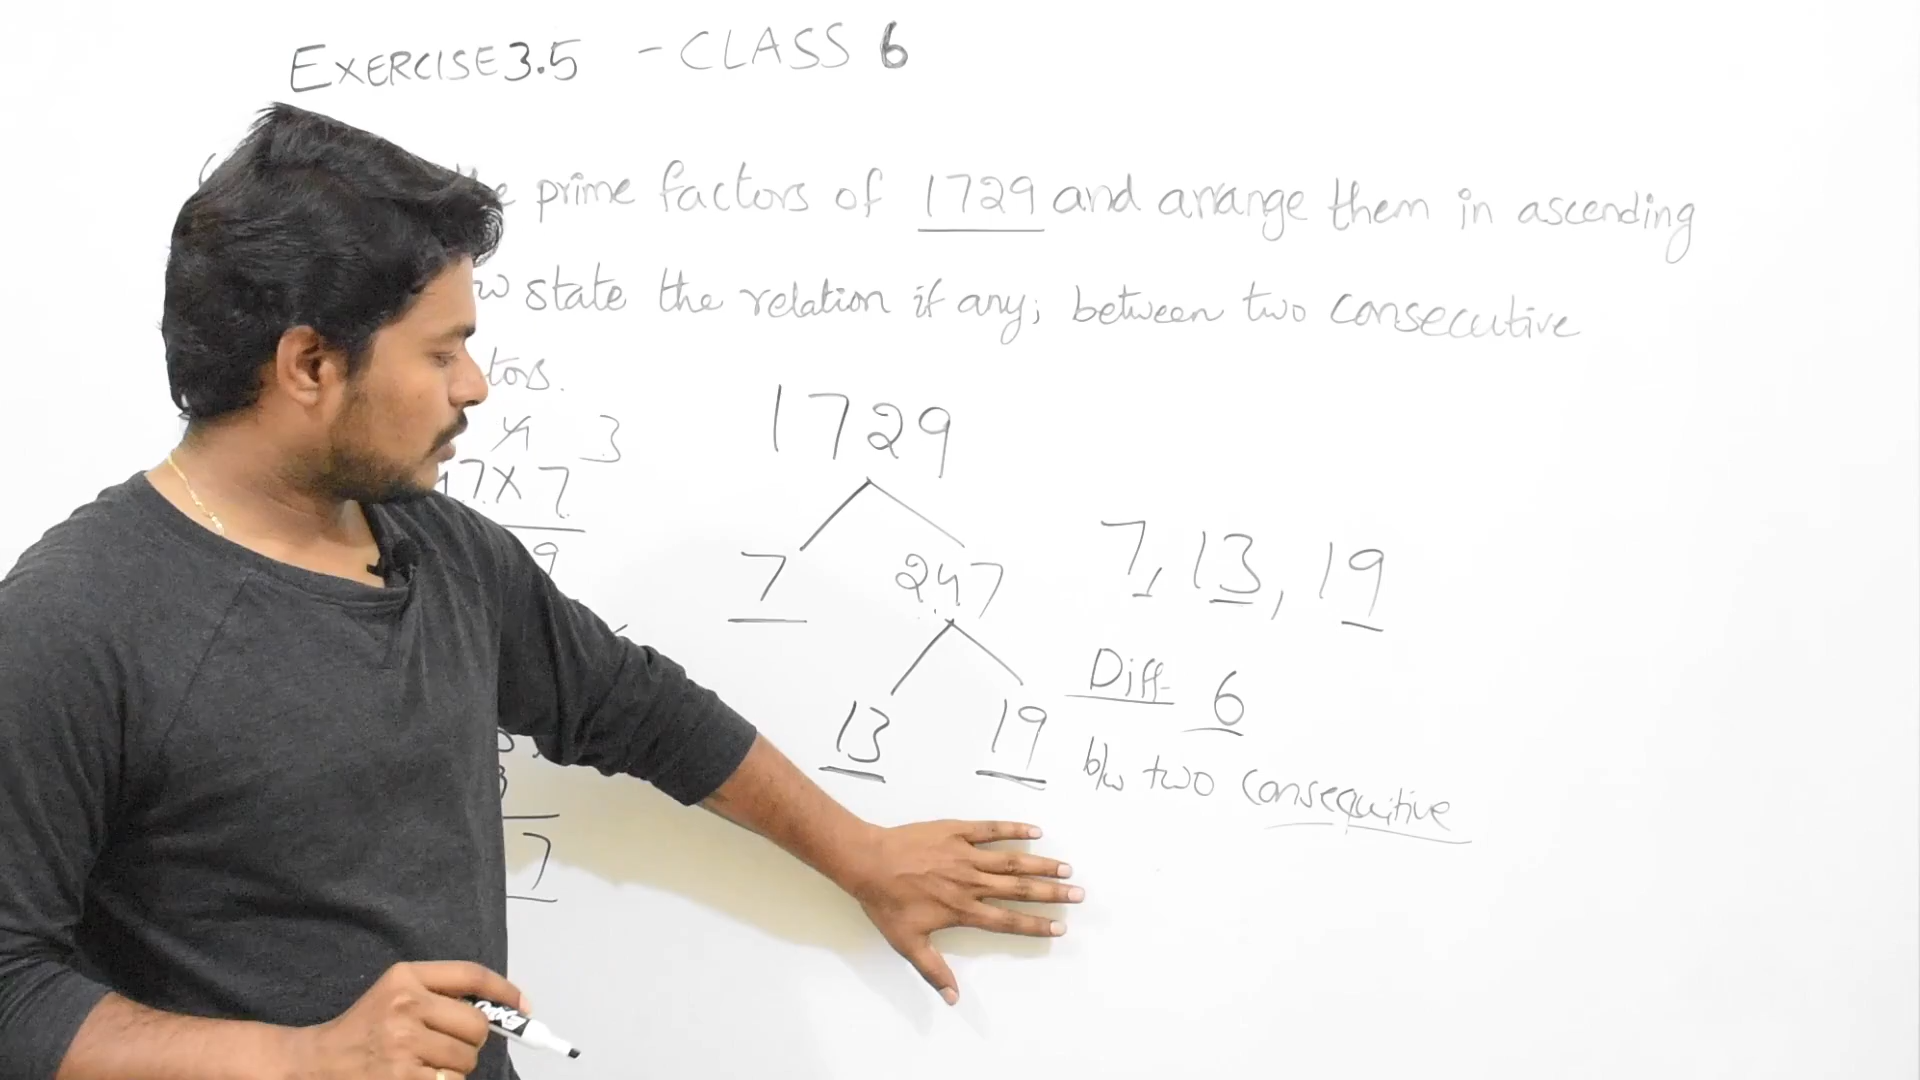 EXERCISE 3.5 - CLASS 6
prime factors of 1729 and arrange them in ascending
state the relation if any; between two consecutive
tors.
3
1729
7 x 7
7 247
7, 13, 19
9
Diff 6
13 19
b/w two consequitive
7